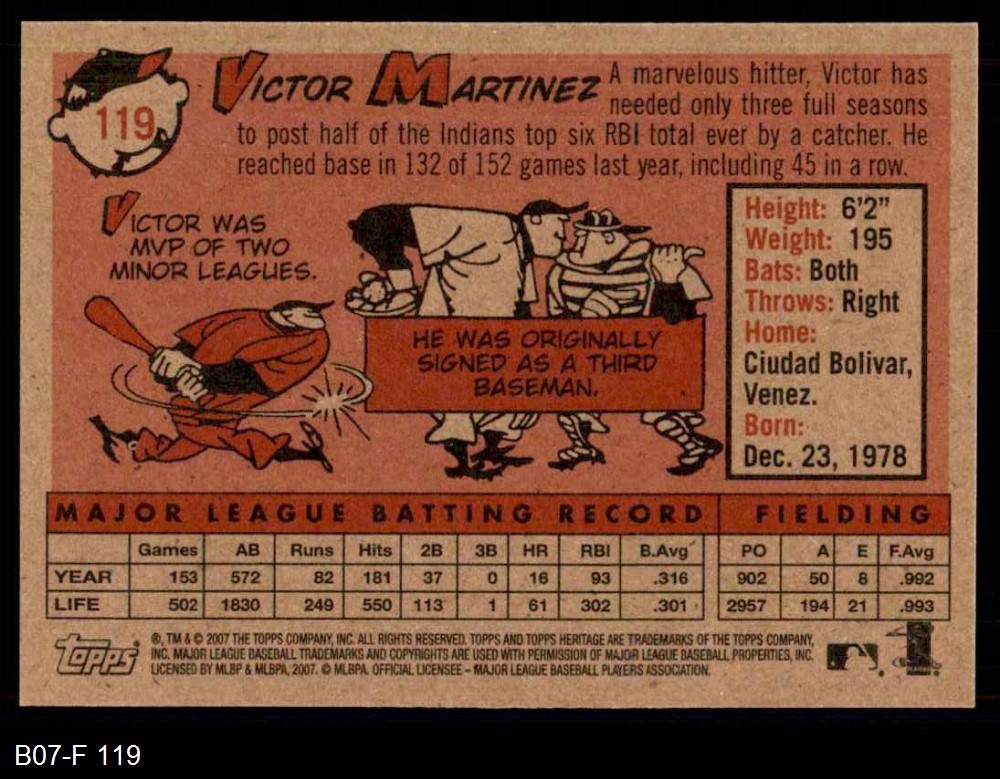 119
VICTOR MARTINEZ A marvelous hitter, Victor has
needed only three full seasons
to post half of the Indians top six RBI total ever by a catcher. He
reached base in 132 of 152 games last year, including 45 in a row.
VICTOR WAS
MVP OF TWO
MINOR LEAGUES.
HE WAS ORIGINALLY
SIGNED AS A THIRD
BASEMAN.
Height: 6'2"
Weight: 195
Bats: Both
Throws: Right
Home:
Ciudad Bolivar,
Venez.
Born:
Dec. 23, 1978
MAJOR LEAGUE BATTING RECORD FIELDING
Games AB Runs Hits 2B 3B HR RBI B.Avg PO A E F.Avg
YEAR 153 572 82 181 37 0 16 93 .316 902 50 8 .992
LIFE 502 1830 249 550 113 1 61 302 .301 2957 194 21 .993
Topps
®, TM & © 2007 THE TOPPS COMPANY, INC. ALL RIGHTS RESERVED. TOPPS AND TOPPS HERITAGE ARE TRADEMARKS OF THE TOPPS COMPANY,
INC. MAJOR LEAGUE BASEBALL TRADEMARKS AND COPYRIGHTS ARE USED WITH PERMISSION OF MAJOR LEAGUE BASEBALL PROPERTIES, INC.
LICENSED BY MLBP & MLBPA, 2007. © MLBPA. OFFICIAL LICENSEE – MAJOR LEAGUE BASEBALL PLAYERS ASSOCIATION.
B07-F 119